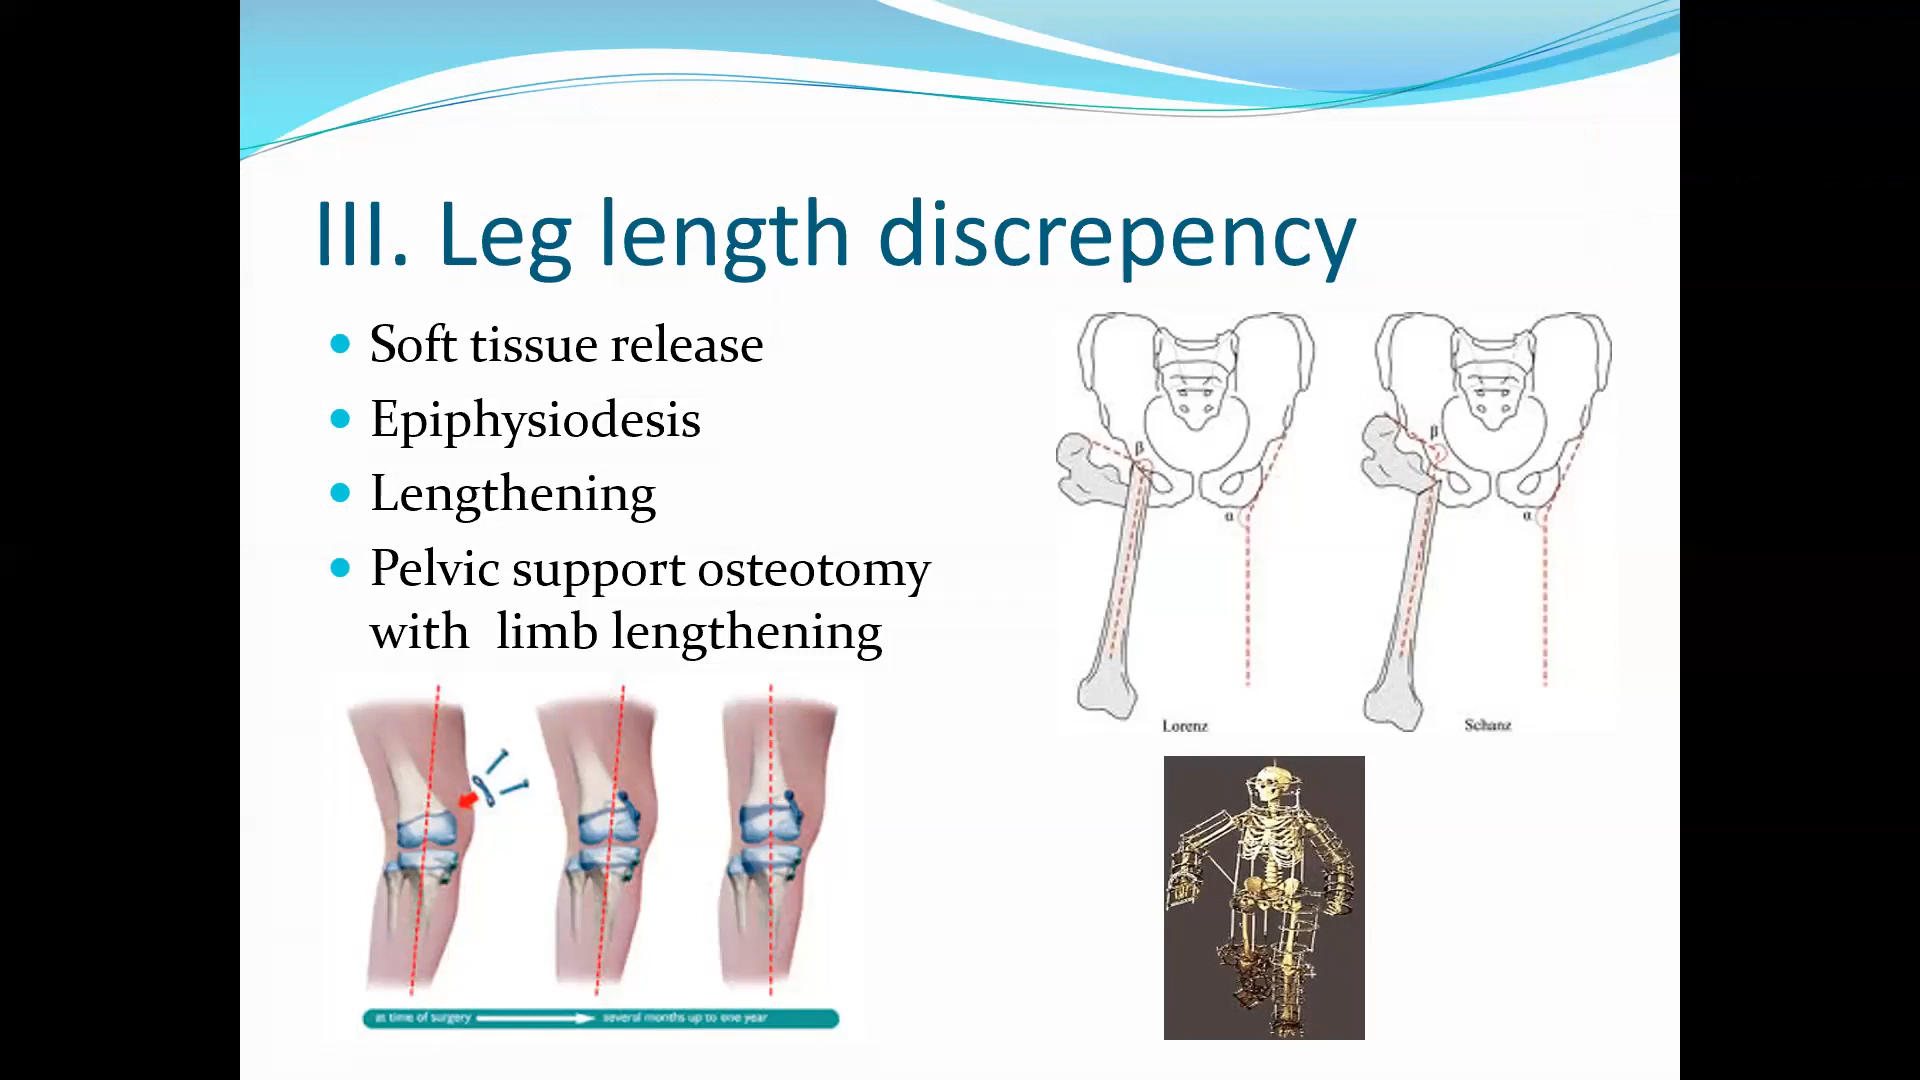 III. Leg length discrepency
Soft tissue release
Epiphysiodesis
Lengthening
Pelvic support osteotomy
with limb lengthening
β
α
Lorenz
β
α
Schanz
at time of surgery
several months up to one year